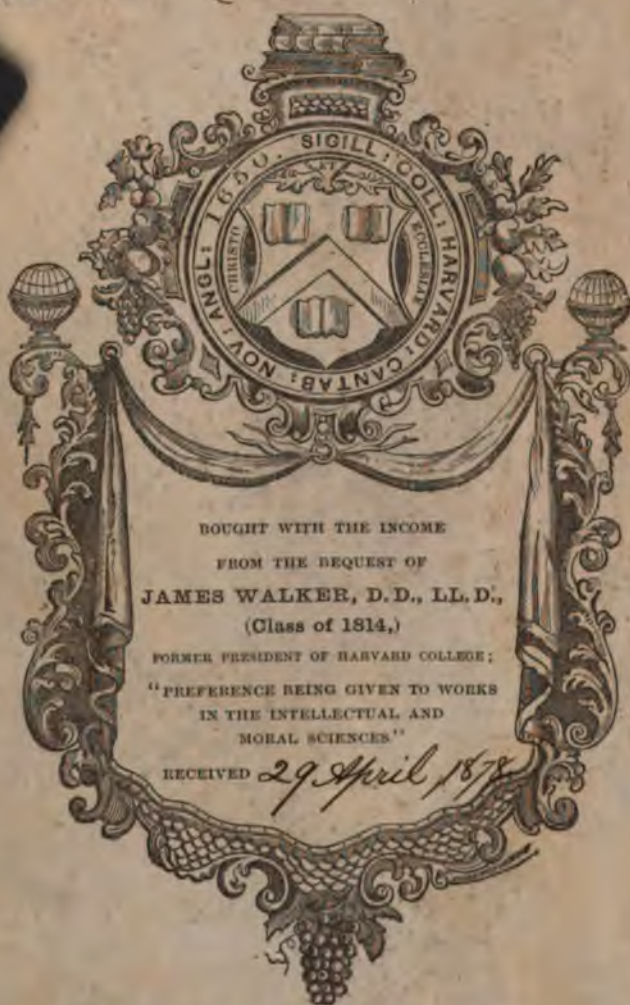 SIGILL: COLL: HARVARD: CANTAB: NOV: ANGL: 1650.
CHRISTO
ECCLESIAE
BOUGHT WITH THE INCOME
FROM THE BEQUEST OF
JAMES WALKER, D.D., LL.D.,
(Class of 1814,)
FORMER PRESIDENT OF HARVARD COLLEGE;
"PREFERENCE BEING GIVEN TO WORKS
IN THE INTELLECTUAL AND
MORAL SCIENCES"
RECEIVED 29 April, 1878